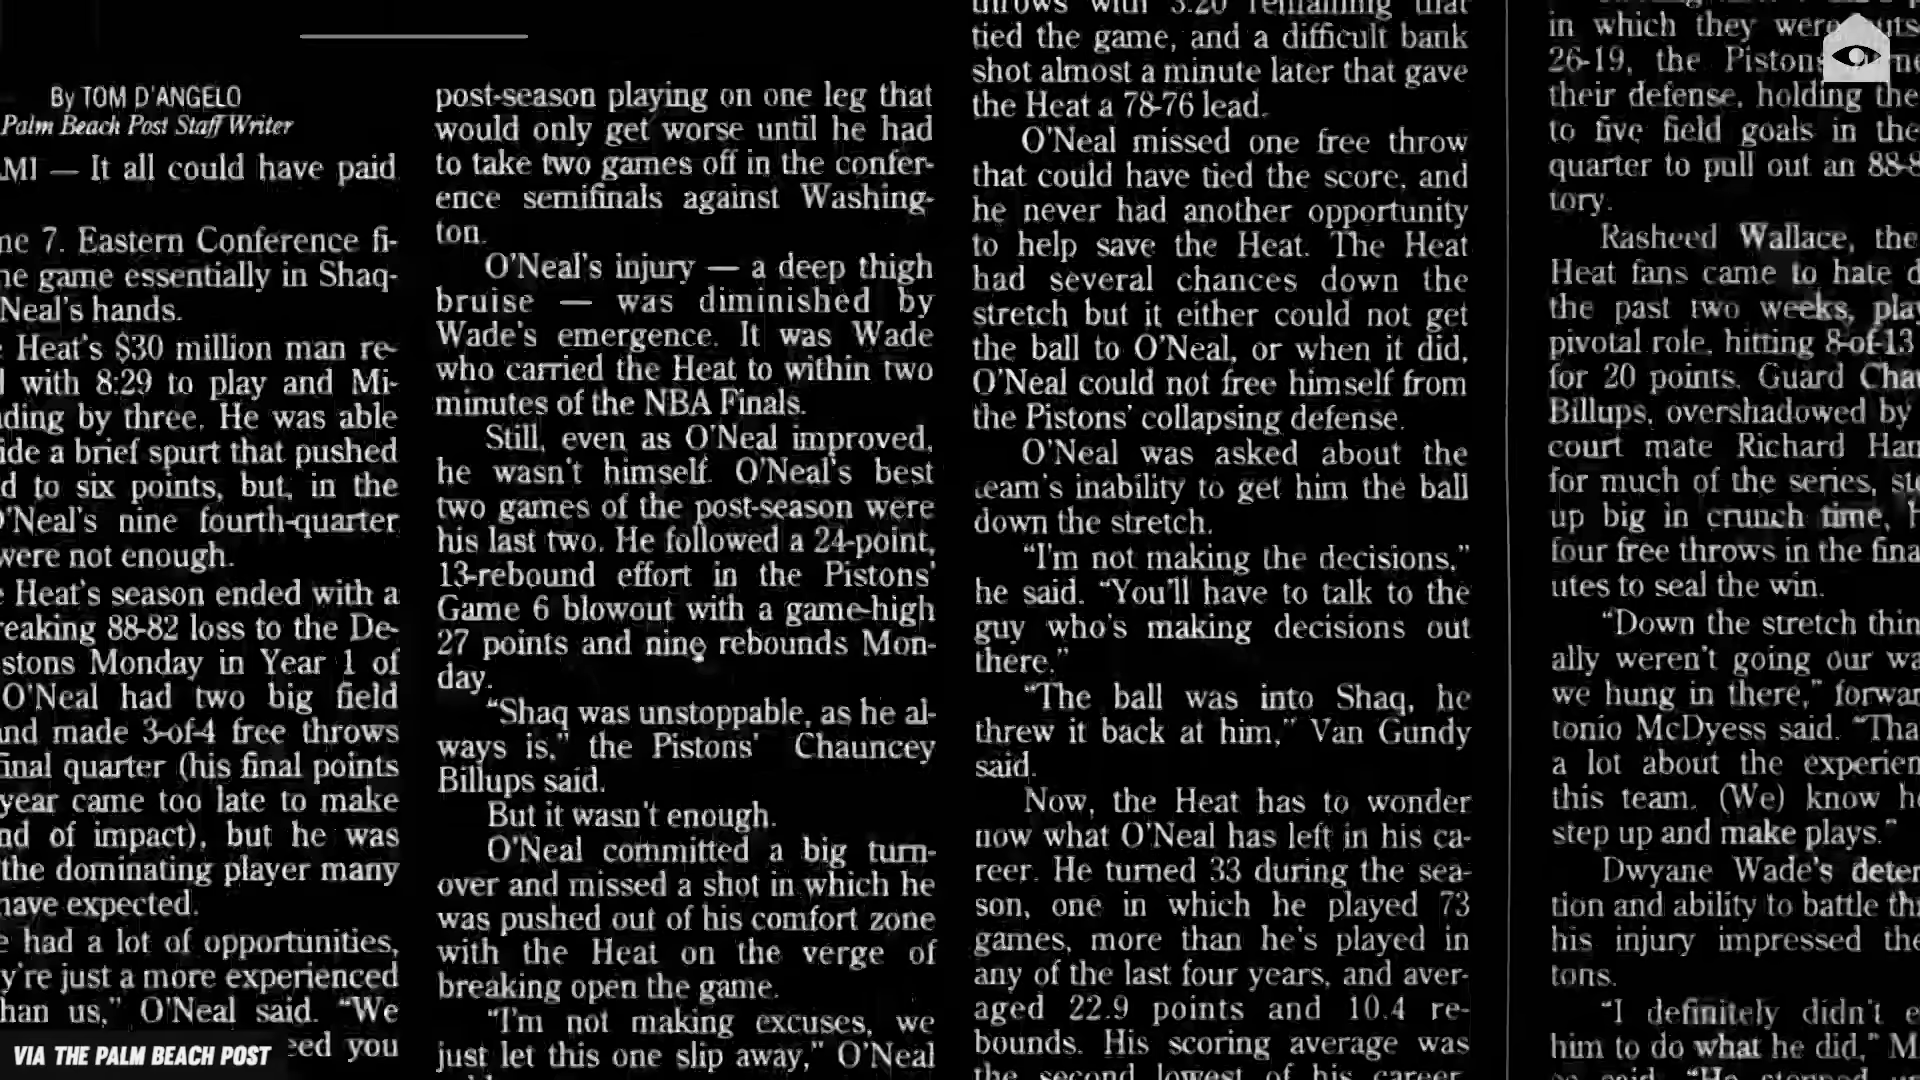 By TOM D'ANGELO
Palm Beach Post Staff Writer
MI — It all could have paid
7. Eastern Conference fi-
game essentially in Shaq-
Neal's hands.
Heat's $30 million man re-
with 8:29 to play and Mi-
ding by three. He was able
ide a brief spurt that pushed
d to six points, but, in the
O'Neal's nine fourth-quarter
were not enough.
Heat's season ended with a
reaking 88-82 loss to the De-
stons Monday in Year 1 of
O'Neal had two big field
and made 3-of-4 free throws
final quarter (his final points
year came too late to make
nd of impact), but he was
the dominating player many
have expected.
had a lot of opportunities,
y're just a more experienced
han us," O'Neal said. "We
eed you
post-season playing on one leg that
would only get worse until he had
to take two games off in the confer-
ence semifinals against Washing-
ton.
O'Neal's injury — a deep thigh
bruise — was diminished by
Wade's emergence. It was Wade
who carried the Heat to within two
minutes of the NBA Finals.
Still, even as O'Neal improved,
he wasn't himself. O'Neal's best
two games of the post-season were
his last two. He followed a 24-point,
13-rebound effort in the Pistons'
Game 6 blowout with a game-high
27 points and nine rebounds Mon-
day.
"Shaq was unstoppable, as he al-
ways is," the Pistons' Chauncey
Billups said.
But it wasn't enough.
O'Neal committed a big turn-
over and missed a shot in which he
was pushed out of his comfort zone
with the Heat on the verge of
breaking open the game.
"I'm not making excuses, we
just let this one slip away," O'Neal
throws with 3:20 remaining that
tied the game, and a difficult bank
shot almost a minute later that gave
the Heat a 78-76 lead.
O'Neal missed one free throw
that could have tied the score, and
he never had another opportunity
to help save the Heat. The Heat
had several chances down the
stretch but it either could not get
the ball to O'Neal, or when it did,
O'Neal could not free himself from
the Pistons' collapsing defense.
O'Neal was asked about the
team's inability to get him the ball
down the stretch.
"I'm not making the decisions,"
he said. "You'll have to talk to the
guy who's making decisions out
there."
"The ball was into Shaq, he
threw it back at him," Van Gundy
said.
Now, the Heat has to wonder
now what O'Neal has left in his ca-
reer. He turned 33 during the sea-
son, one in which he played 73
games, more than he's played in
any of the last four years, and aver-
aged 22.9 points and 10.4 re-
bounds. His scoring average was
the second lowest of his career,
in which they were outs
26-19, the Pistons
their defense, holding the
to five field goals in the
quarter to pull out an 88-8
tory.
Rasheed Wallace, the
Heat fans came to hate d
the past two weeks, play
pivotal role, hitting 8-of-13
for 20 points. Guard Chau
Billups, overshadowed by
court mate Richard Ham
for much of the series, ste
up big in crunch time, h
four free throws in the fina
utes to seal the win.
"Down the stretch thin
ally weren't going our wa
we hung in there," forwar
tonio McDyess said. "Tha
a lot about the experien
this team. (We) know ho
step up and make plays."
Dwyane Wade's deter
tion and ability to battle thr
his injury impressed the
tons.
"I definitely didn't e
him to do what he did," M
VIA THE PALM BEACH POST